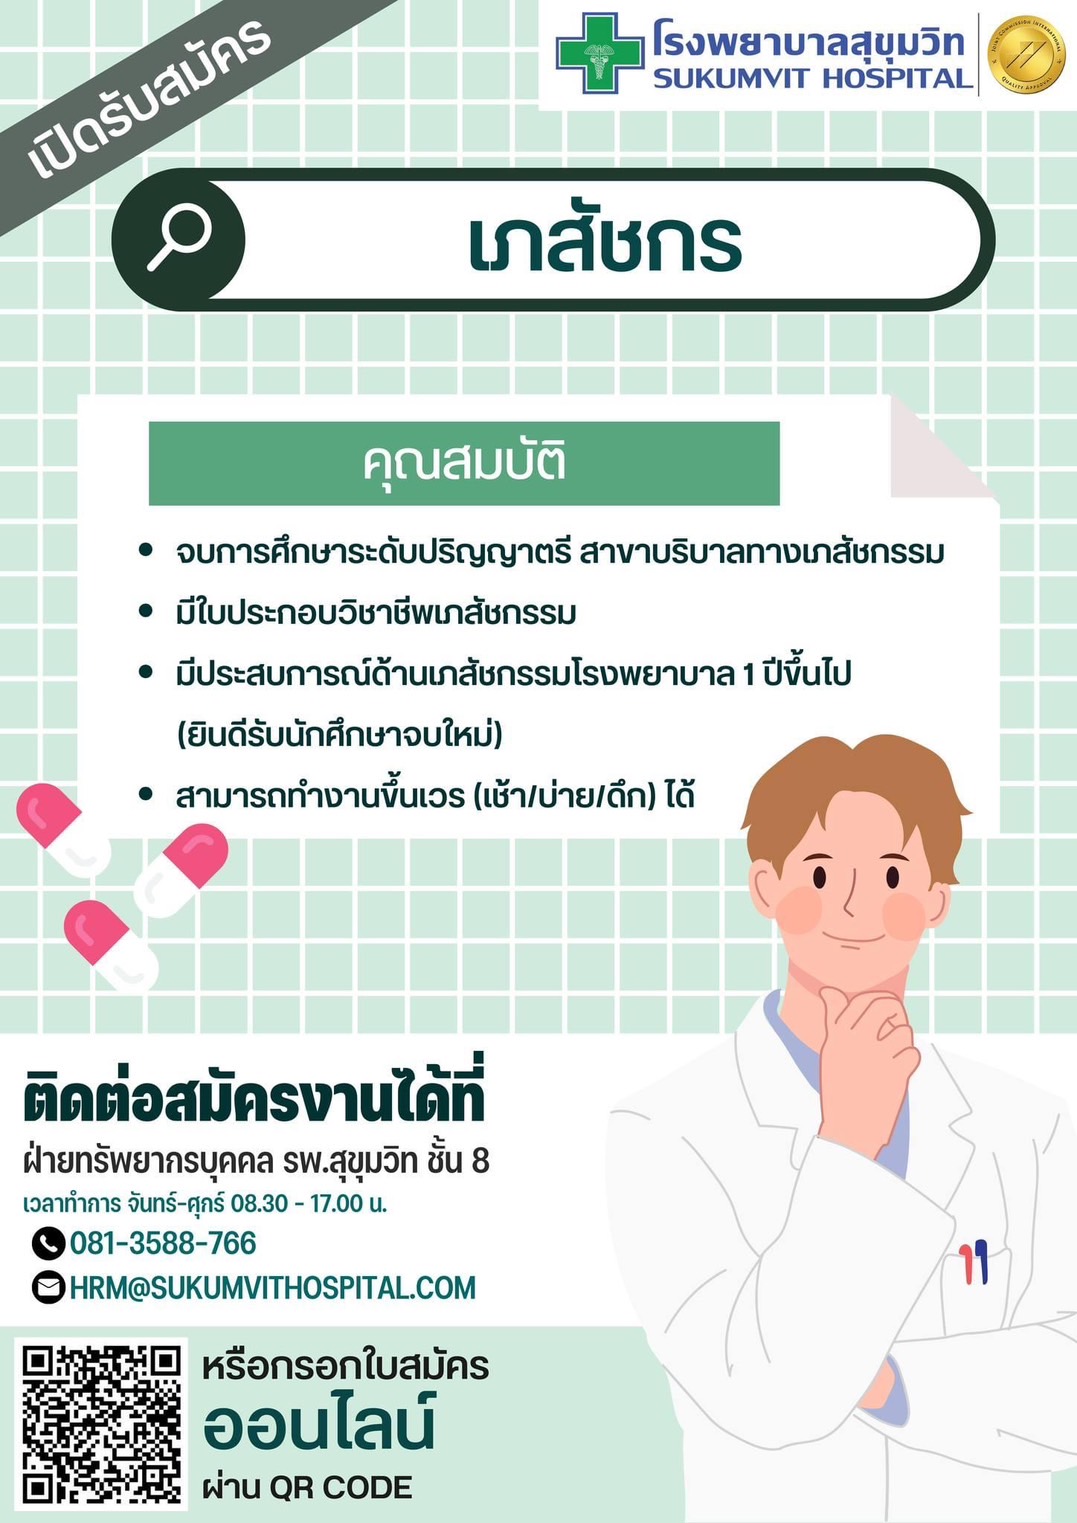 เปิดรับสมัคร
โรงพยาบาลสุขุมวิท
SUKUMVIT HOSPITAL
JOINT COMMISSION INTERNATIONAL
QUALITY APPROVAL
เภสัชกร
คุณสมบัติ
• จบการศึกษาระดับปริญญาตรี สาขาบริบาลทางเภสัชกรรม
• มีใบประกอบวิชาชีพเภสัชกรรม
• มีประสบการณ์ด้านเภสัชกรรมโรงพยาบาล 1 ปีขึ้นไป
(ยินดีรับนักศึกษาจบใหม่)
• สามารถทำงานขึ้นเวร (เช้า/บ่าย/ดึก) ได้
ติดต่อสมัครงานได้ที่
ฝ่ายทรัพยากรบุคคล รพ.สุขุมวิท ชั้น 8
เวลาทำการ จันทร์-ศุกร์ 08.30 - 17.00 น.
081-3588-766
HRM@SUKUMVITHOSPITAL.COM
หรือกรอกใบสมัคร
ออนไลน์
ผ่าน QR CODE